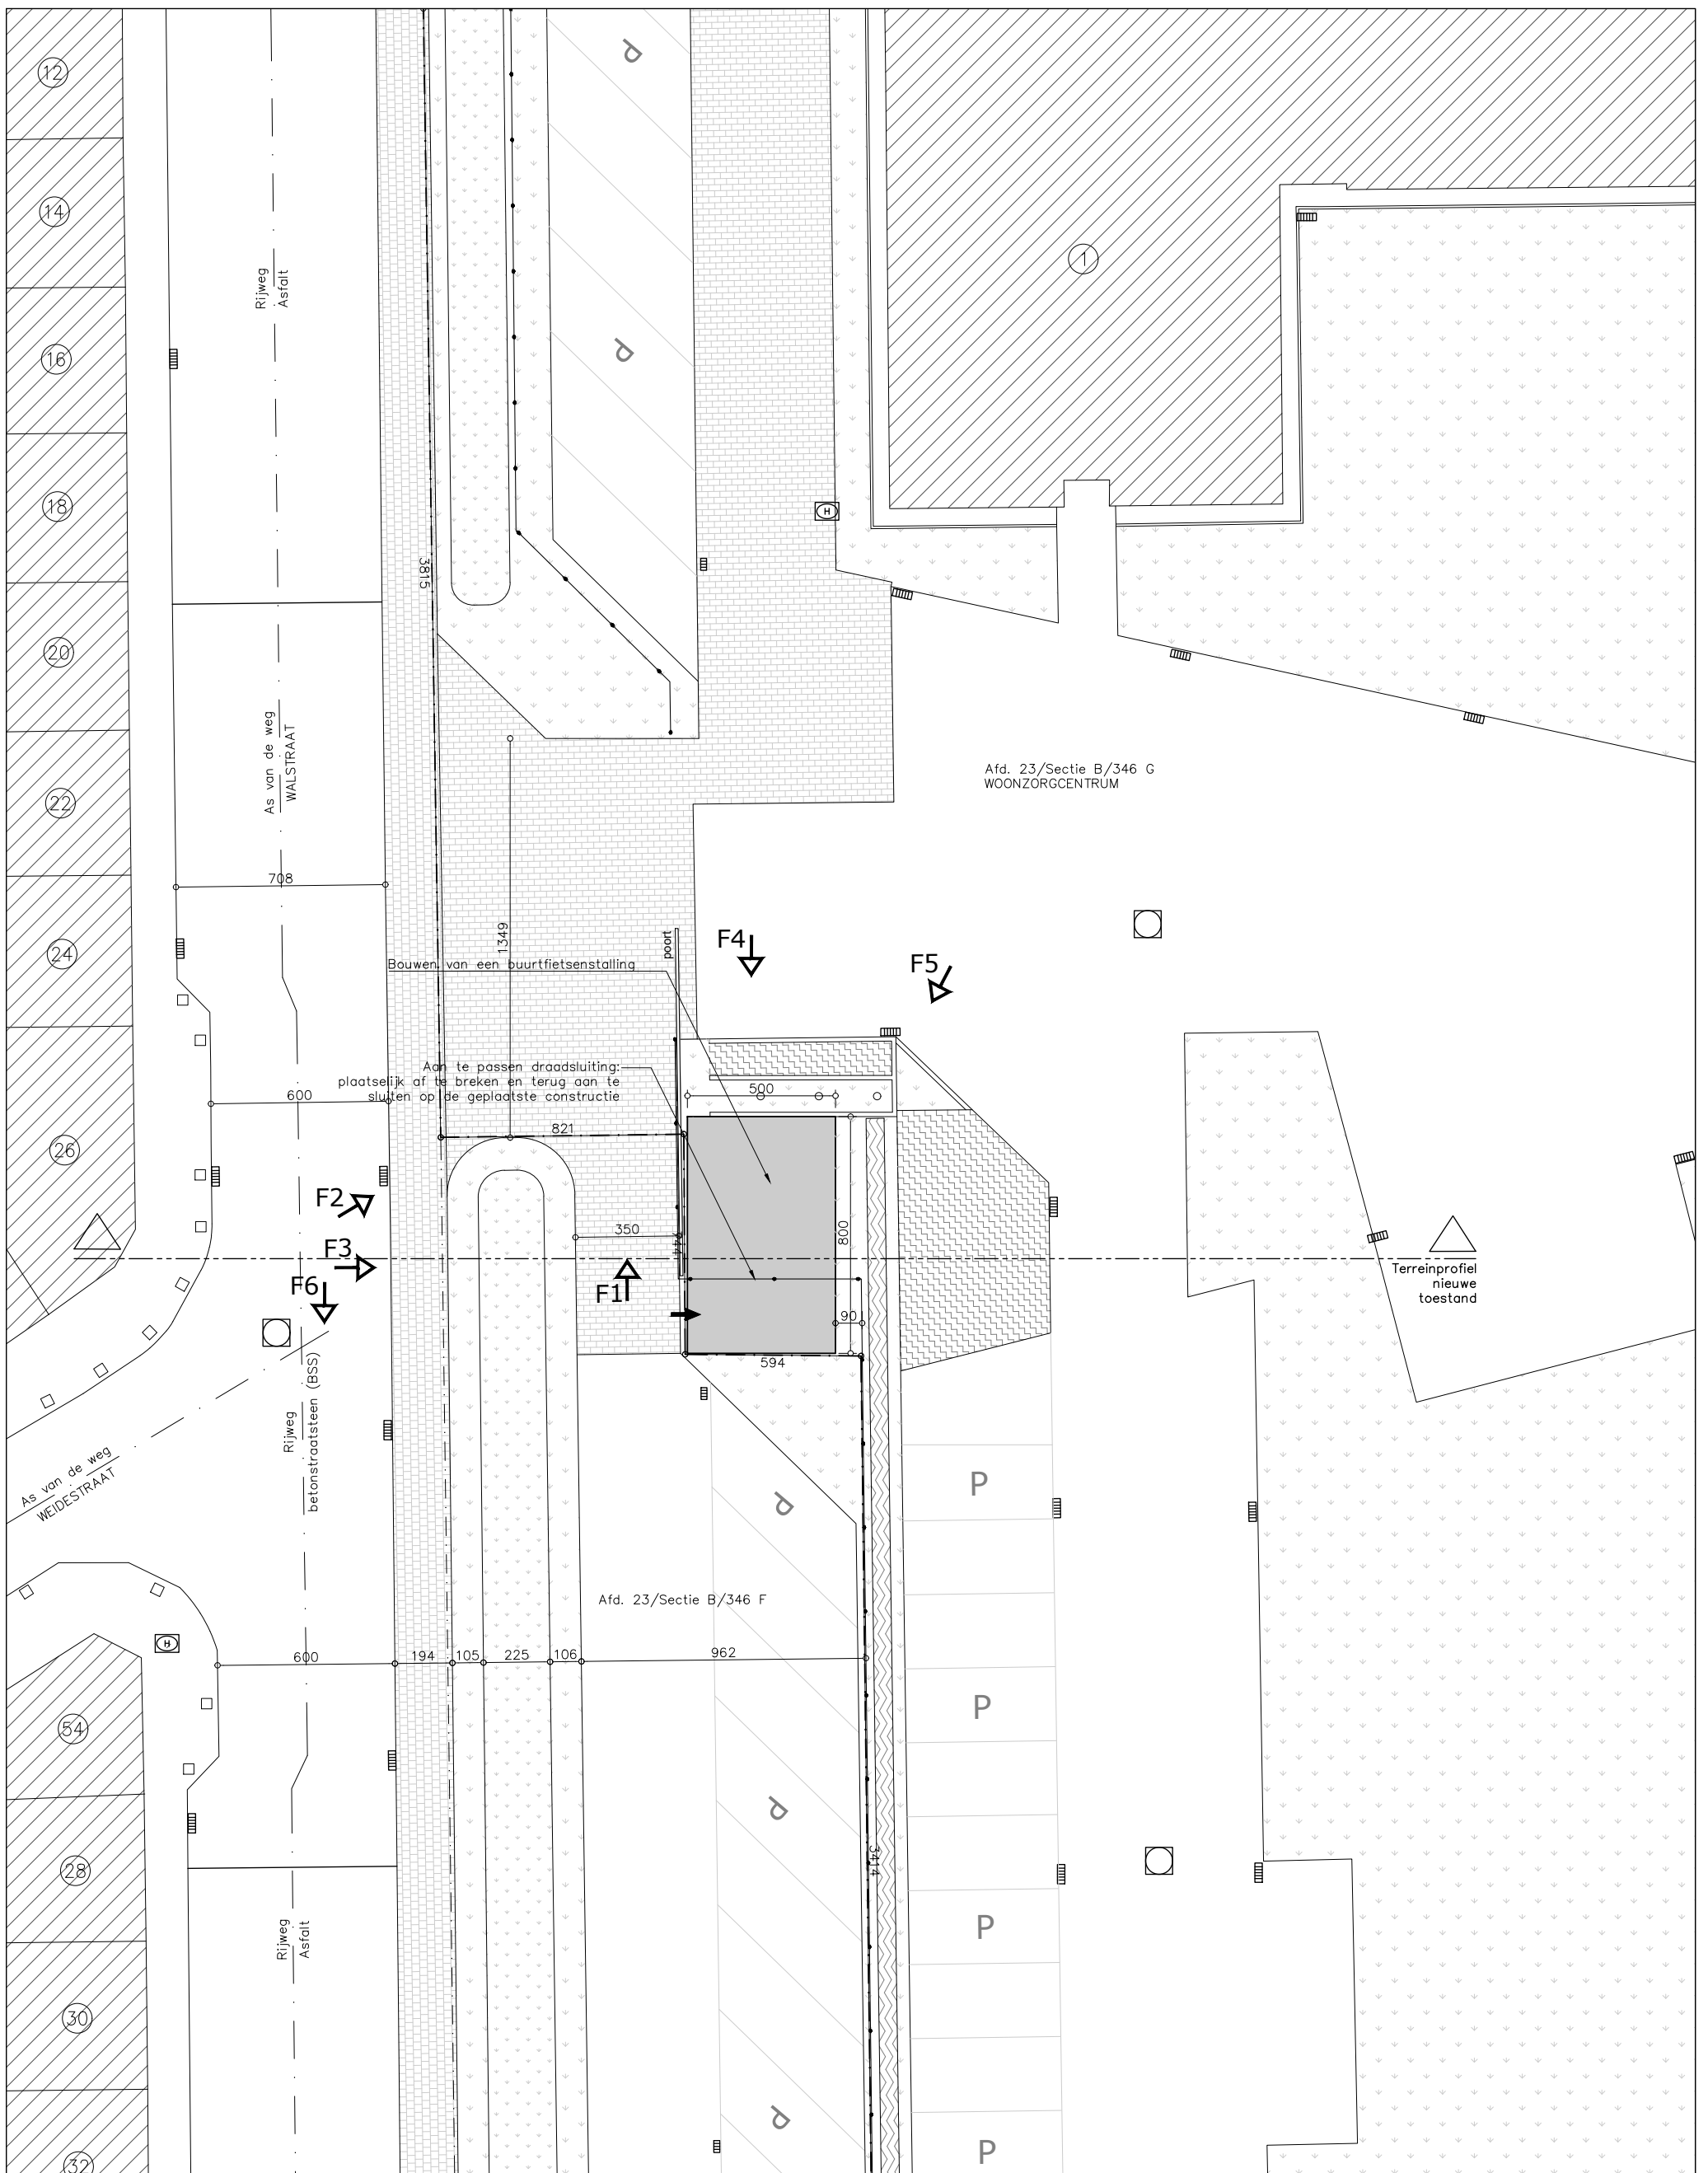 12
P
14
Rijweg
Asfalt
1
16
P
18
H
3815
20
As van de weg
WALSTRAAT
22
Afd. 23/Sectie B/346 G
WOONZORGCENTRUM
708
24
1349
poort
F4
F5
Bouwen van een buurtfietsenstalling
Aan te passen draadsluiting:
plaatselijk af te breken en terug aan te
sluiten op de geplaatste constructie
500
600
821
26
F2
350
800
F3
F6
F1
Terreinprofiel
nieuwe
toestand
90
594
Rijweg
betonstraatsteen (BSS)
As van de weg
WEIDESTRAAT
P
P
Afd. 23/Sectie B/346 F
H
600
194
105
225
106
962
54
P
P
28
3414
Rijweg
Asfalt
P
30
P
32
P